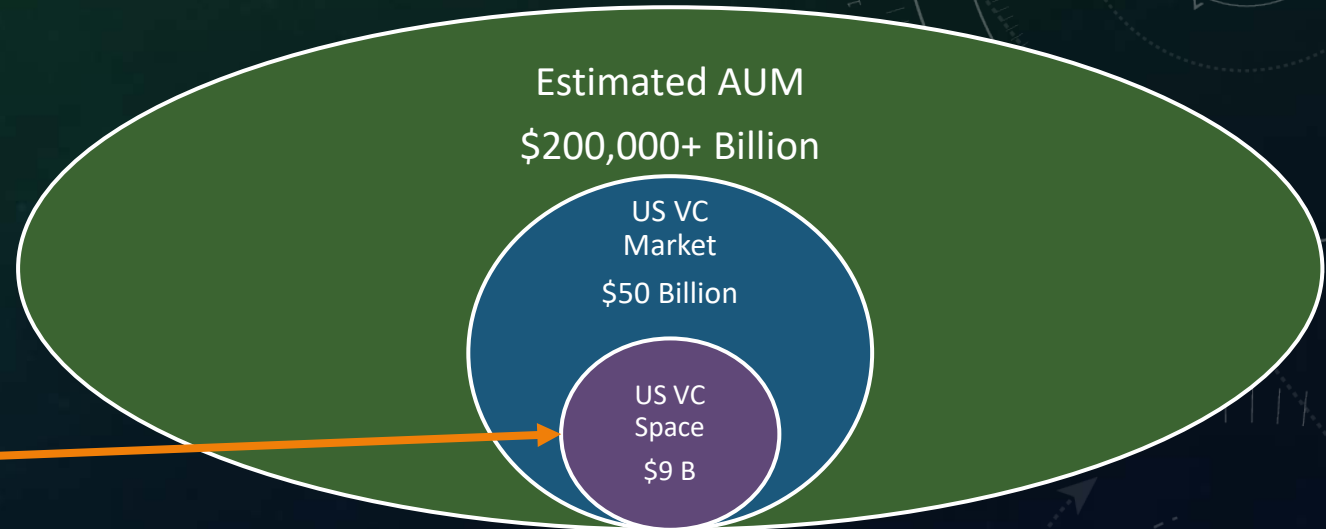 Estimated AUM
$200,000+ Billion
US VC
Market
$50 Billion
US VC
Space
$9 B